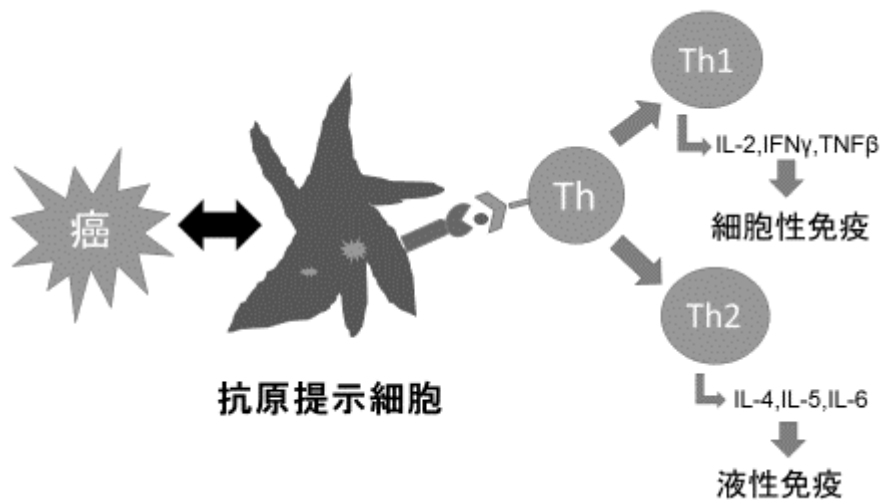 癌
抗原提示細胞
Th
Th1
IL-2,IFNγ,TNFβ
細胞性免疫
Th2
IL-4,IL-5,IL-6
液性免疫